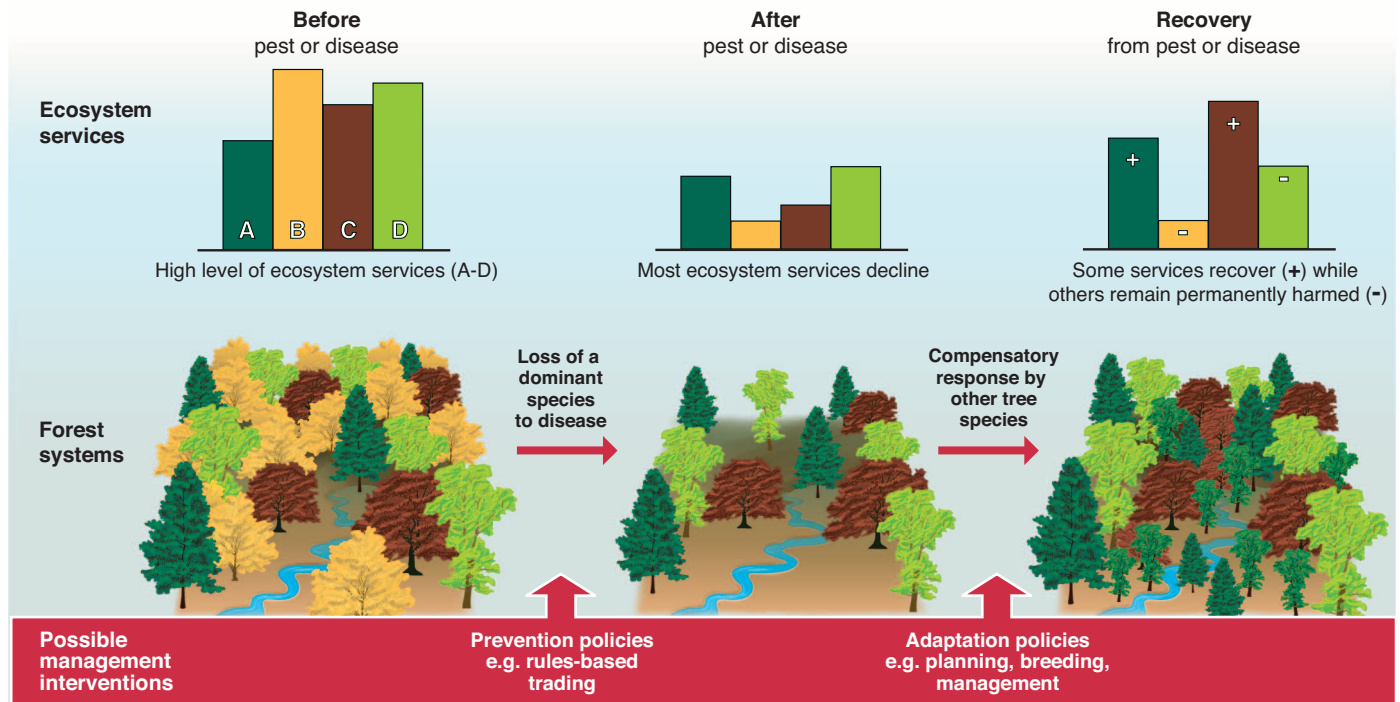 Before
pest or disease
After
pest or disease
Recovery
from pest or disease
Ecosystem
services
A B C D
+ - + -
High level of ecosystem services (A-D)
Most ecosystem services decline
Some services recover (+) while
others remain permanently harmed (-)
Forest
systems
Loss of a
dominant
species
to disease
Compensatory
response by
other tree
species
Possible
management
interventions
Prevention policies
e.g. rules-based
trading
Adaptation policies
e.g. planning, breeding,
management